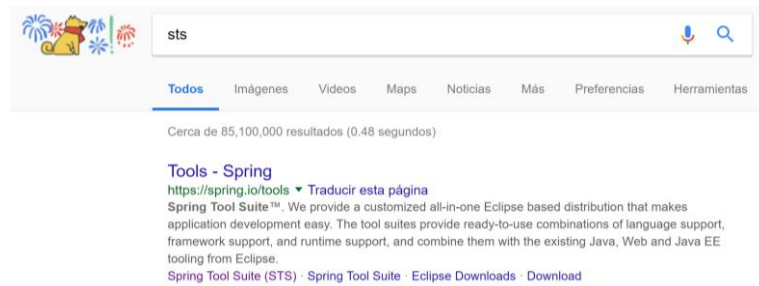 sts
Todos Imágenes Videos Maps Noticias Más Preferencias Herramientas
Cerca de 85,100,000 resultados (0.48 segundos)
Tools - Spring
https://spring.io/tools ▼ Traducir esta página
Spring Tool Suite™. We provide a customized all-in-one Eclipse based distribution that makes
application development easy. The tool suites provide ready-to-use combinations of language support,
framework support, and runtime support, and combine them with the existing Java, Web and Java EE
tooling from Eclipse.
Spring Tool Suite (STS) · Spring Tool Suite · Eclipse Downloads · Download